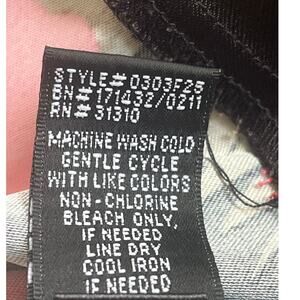 STYLE# 0303F25
BN# 171432/0211
RN# 31310
MACHINE WASH COLD
GENTLE CYCLE
WITH LIKE COLORS
NON-CHLORINE
BLEACH ONLY,
IF NEEDED
LINE DRY
COOL IRON
IF NEEDED